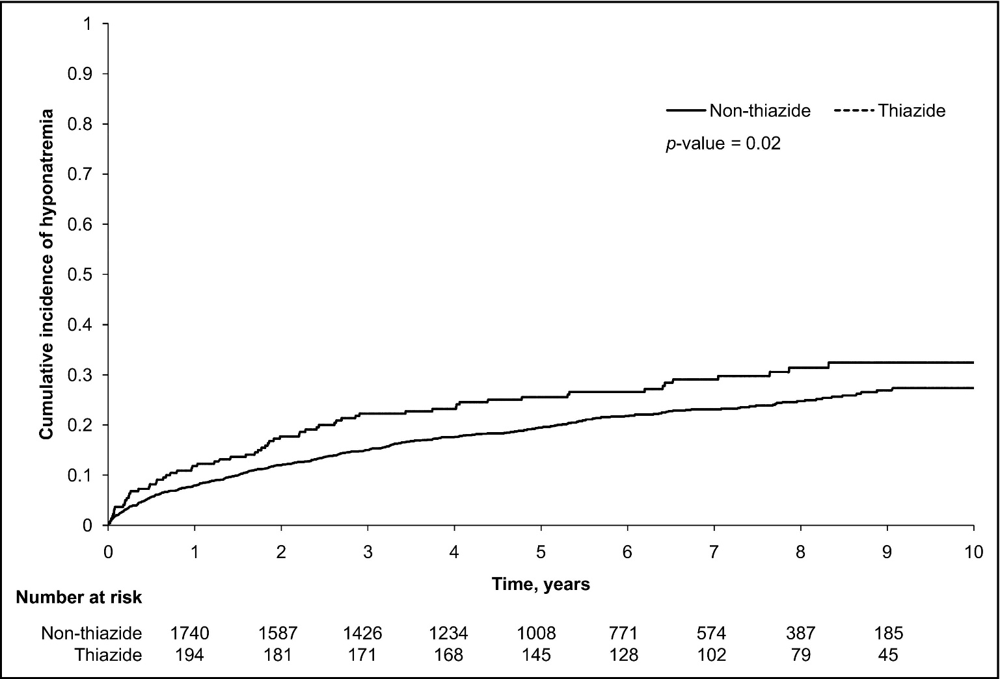 Cumulative incidence of hyponatremia
1
0.9
0.8
0.7
0.6
0.5
0.4
0.3
0.2
0.1
0
Non-thiazide Thiazide
p-value = 0.02
0 1 2 3 4 5 6 7 8 9 10
Time, years
Number at risk
Non-thiazide 1740 1587 1426 1234 1008 771 574 387 185
Thiazide 194 181 171 168 145 128 102 79 45